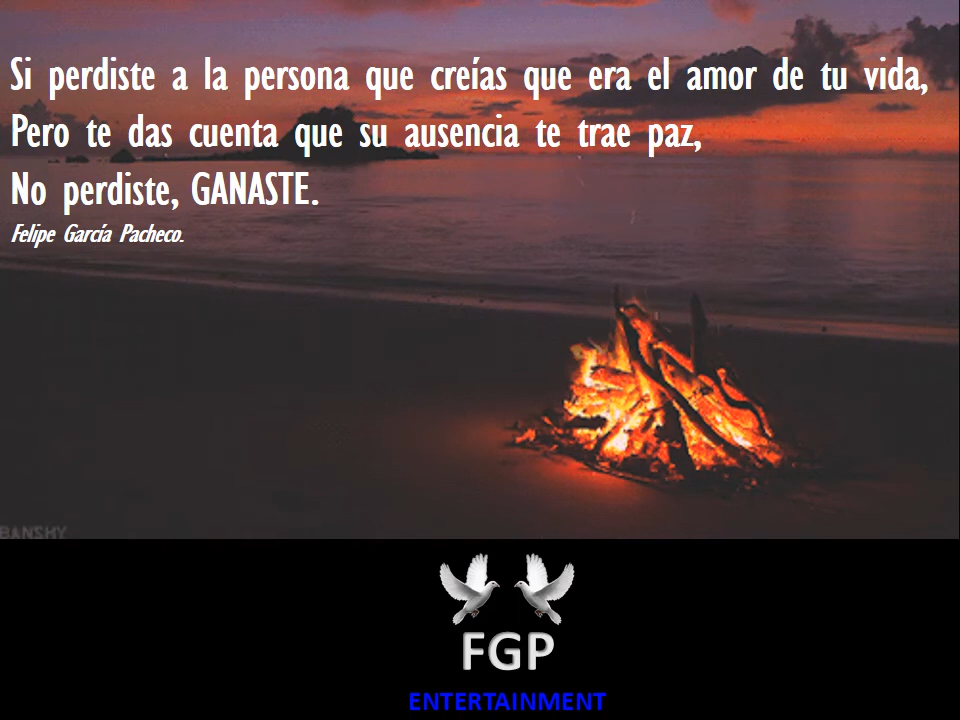 Si perdiste a la persona que creías que era el amor de tu vida,
Pero te das cuenta que su ausencia te trae paz,
No perdiste, GANASTE.
Felipe García Pacheco.
BANSHY
FGP
ENTERTAINMENT